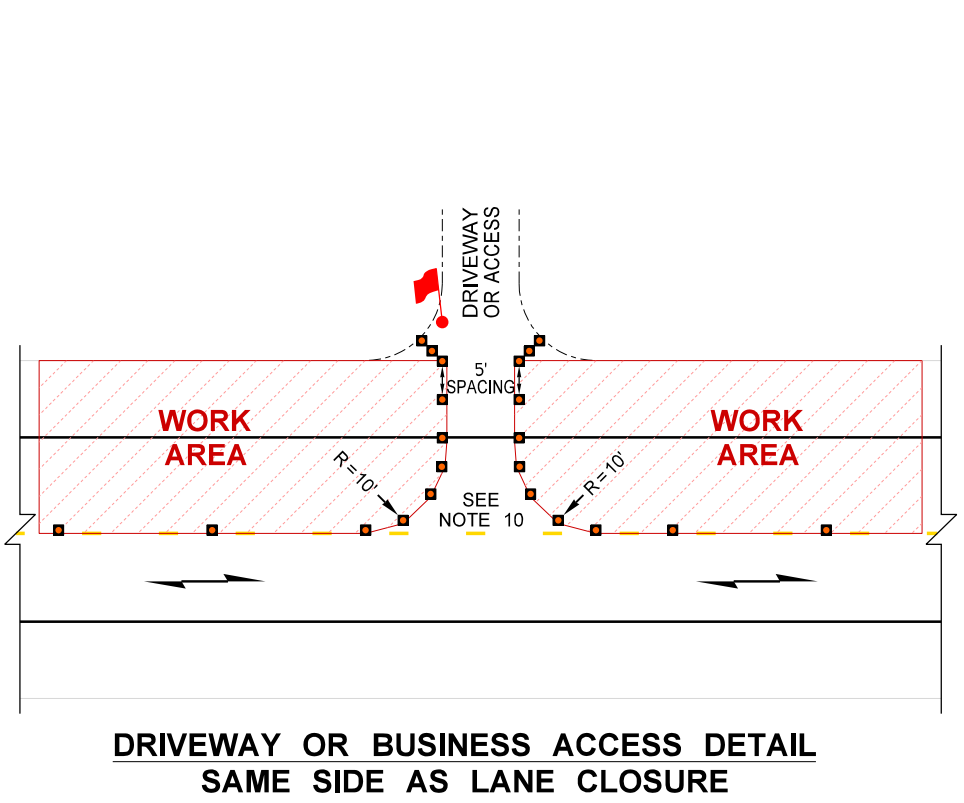 DRIVEWAY
OR ACCESS
5'
SPACING
WORK
AREA
WORK
AREA
R=10'
R=10'
SEE
NOTE 10
DRIVEWAY OR BUSINESS ACCESS DETAIL
SAME SIDE AS LANE CLOSURE